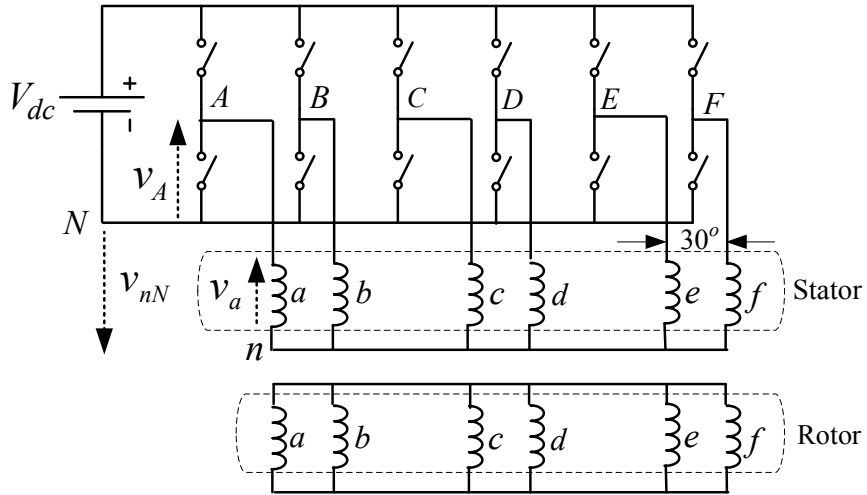 A B C D E F
V_dc + −
v_A
N
30°
v_nN
v_a a b c d e f Stator
n
a b c d e f Rotor